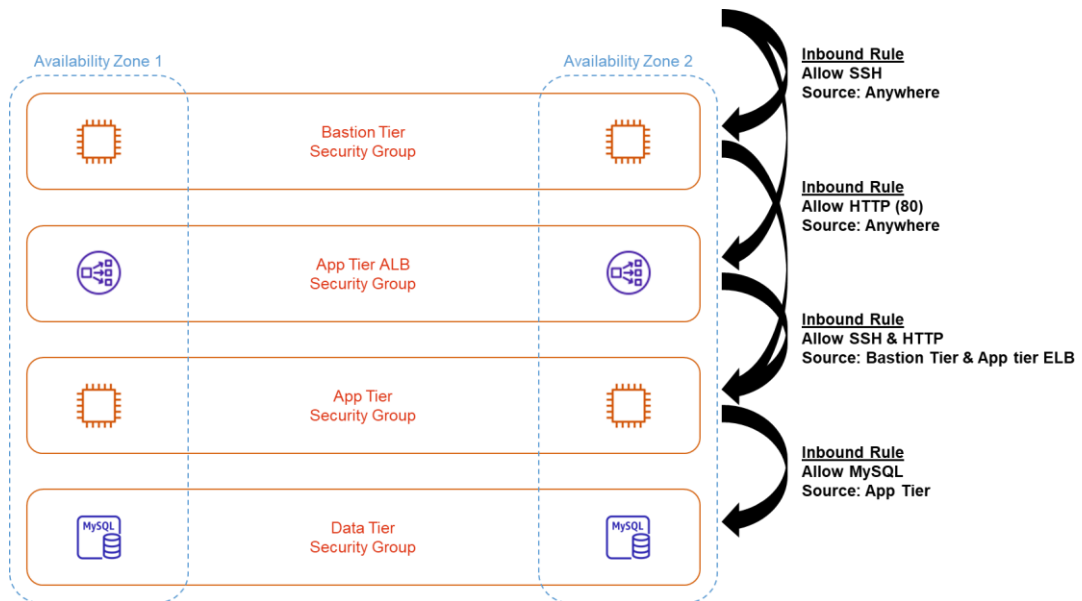 Availability Zone 1
Availability Zone 2
Bastion Tier
Security Group
App Tier ALB
Security Group
App Tier
Security Group
MySQL
MySQL
Data Tier
Security Group
Inbound Rule
Allow SSH
Source: Anywhere
Inbound Rule
Allow HTTP (80)
Source: Anywhere
Inbound Rule
Allow SSH & HTTP
Source: Bastion Tier & App tier ELB
Inbound Rule
Allow MySQL
Source: App Tier